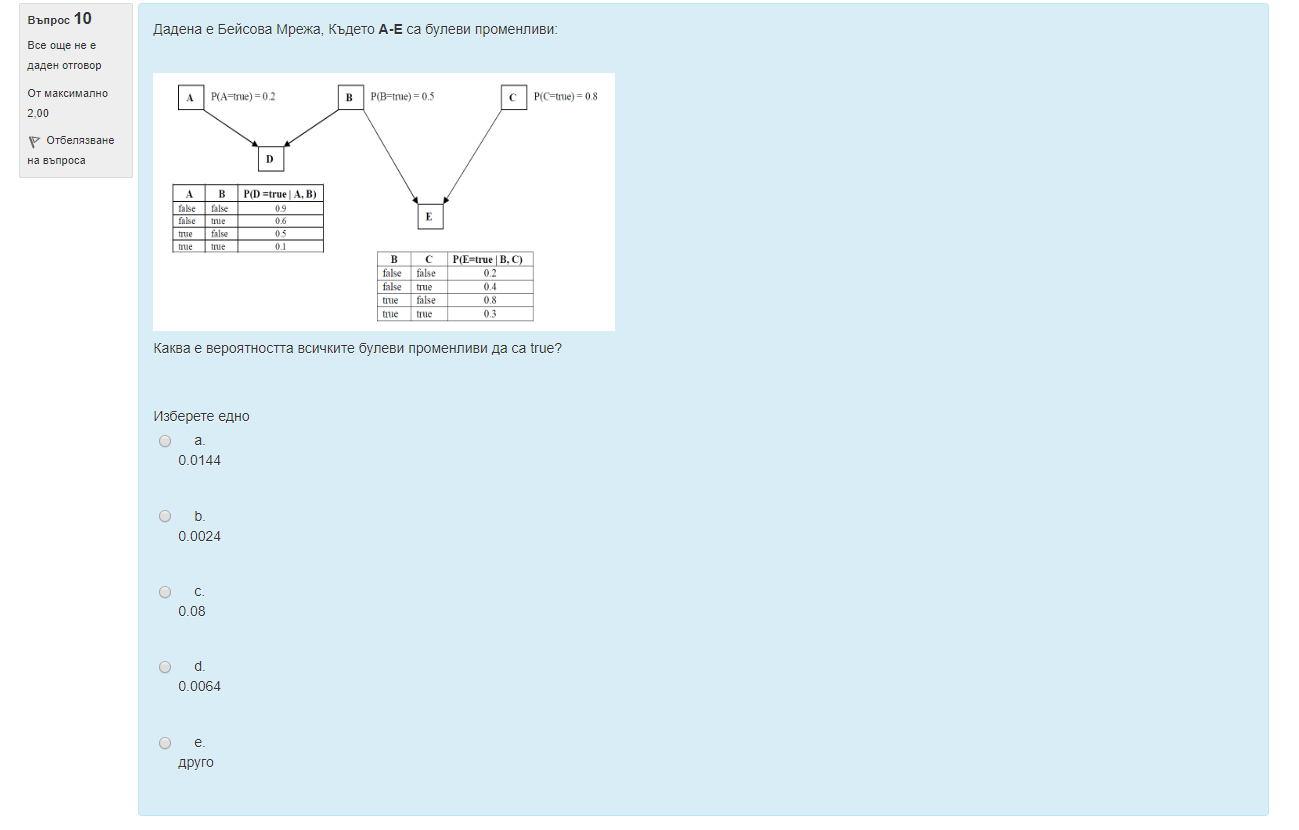 Въпрос 10
Все още не е
даден отговор
От максимално
2,00
Отбелязване
на въпроса
Дадена е Бейсова Мрежа, Където A-E са булеви променливи:
A P(A=true) = 0.2 B P(B=true) = 0.5 C P(C=true) = 0.8
D
A B P(D =true | A, B)
false false 0.9
false true 0.6
true false 0.5
true true 0.1
E
B C P(E=true | B, C)
false false 0.2
false true 0.4
true false 0.8
true true 0.3
Каква е вероятността всичките булеви променливи да са true?
Изберете едно
a.
0.0144
b.
0.0024
c.
0.08
d.
0.0064
e.
друго